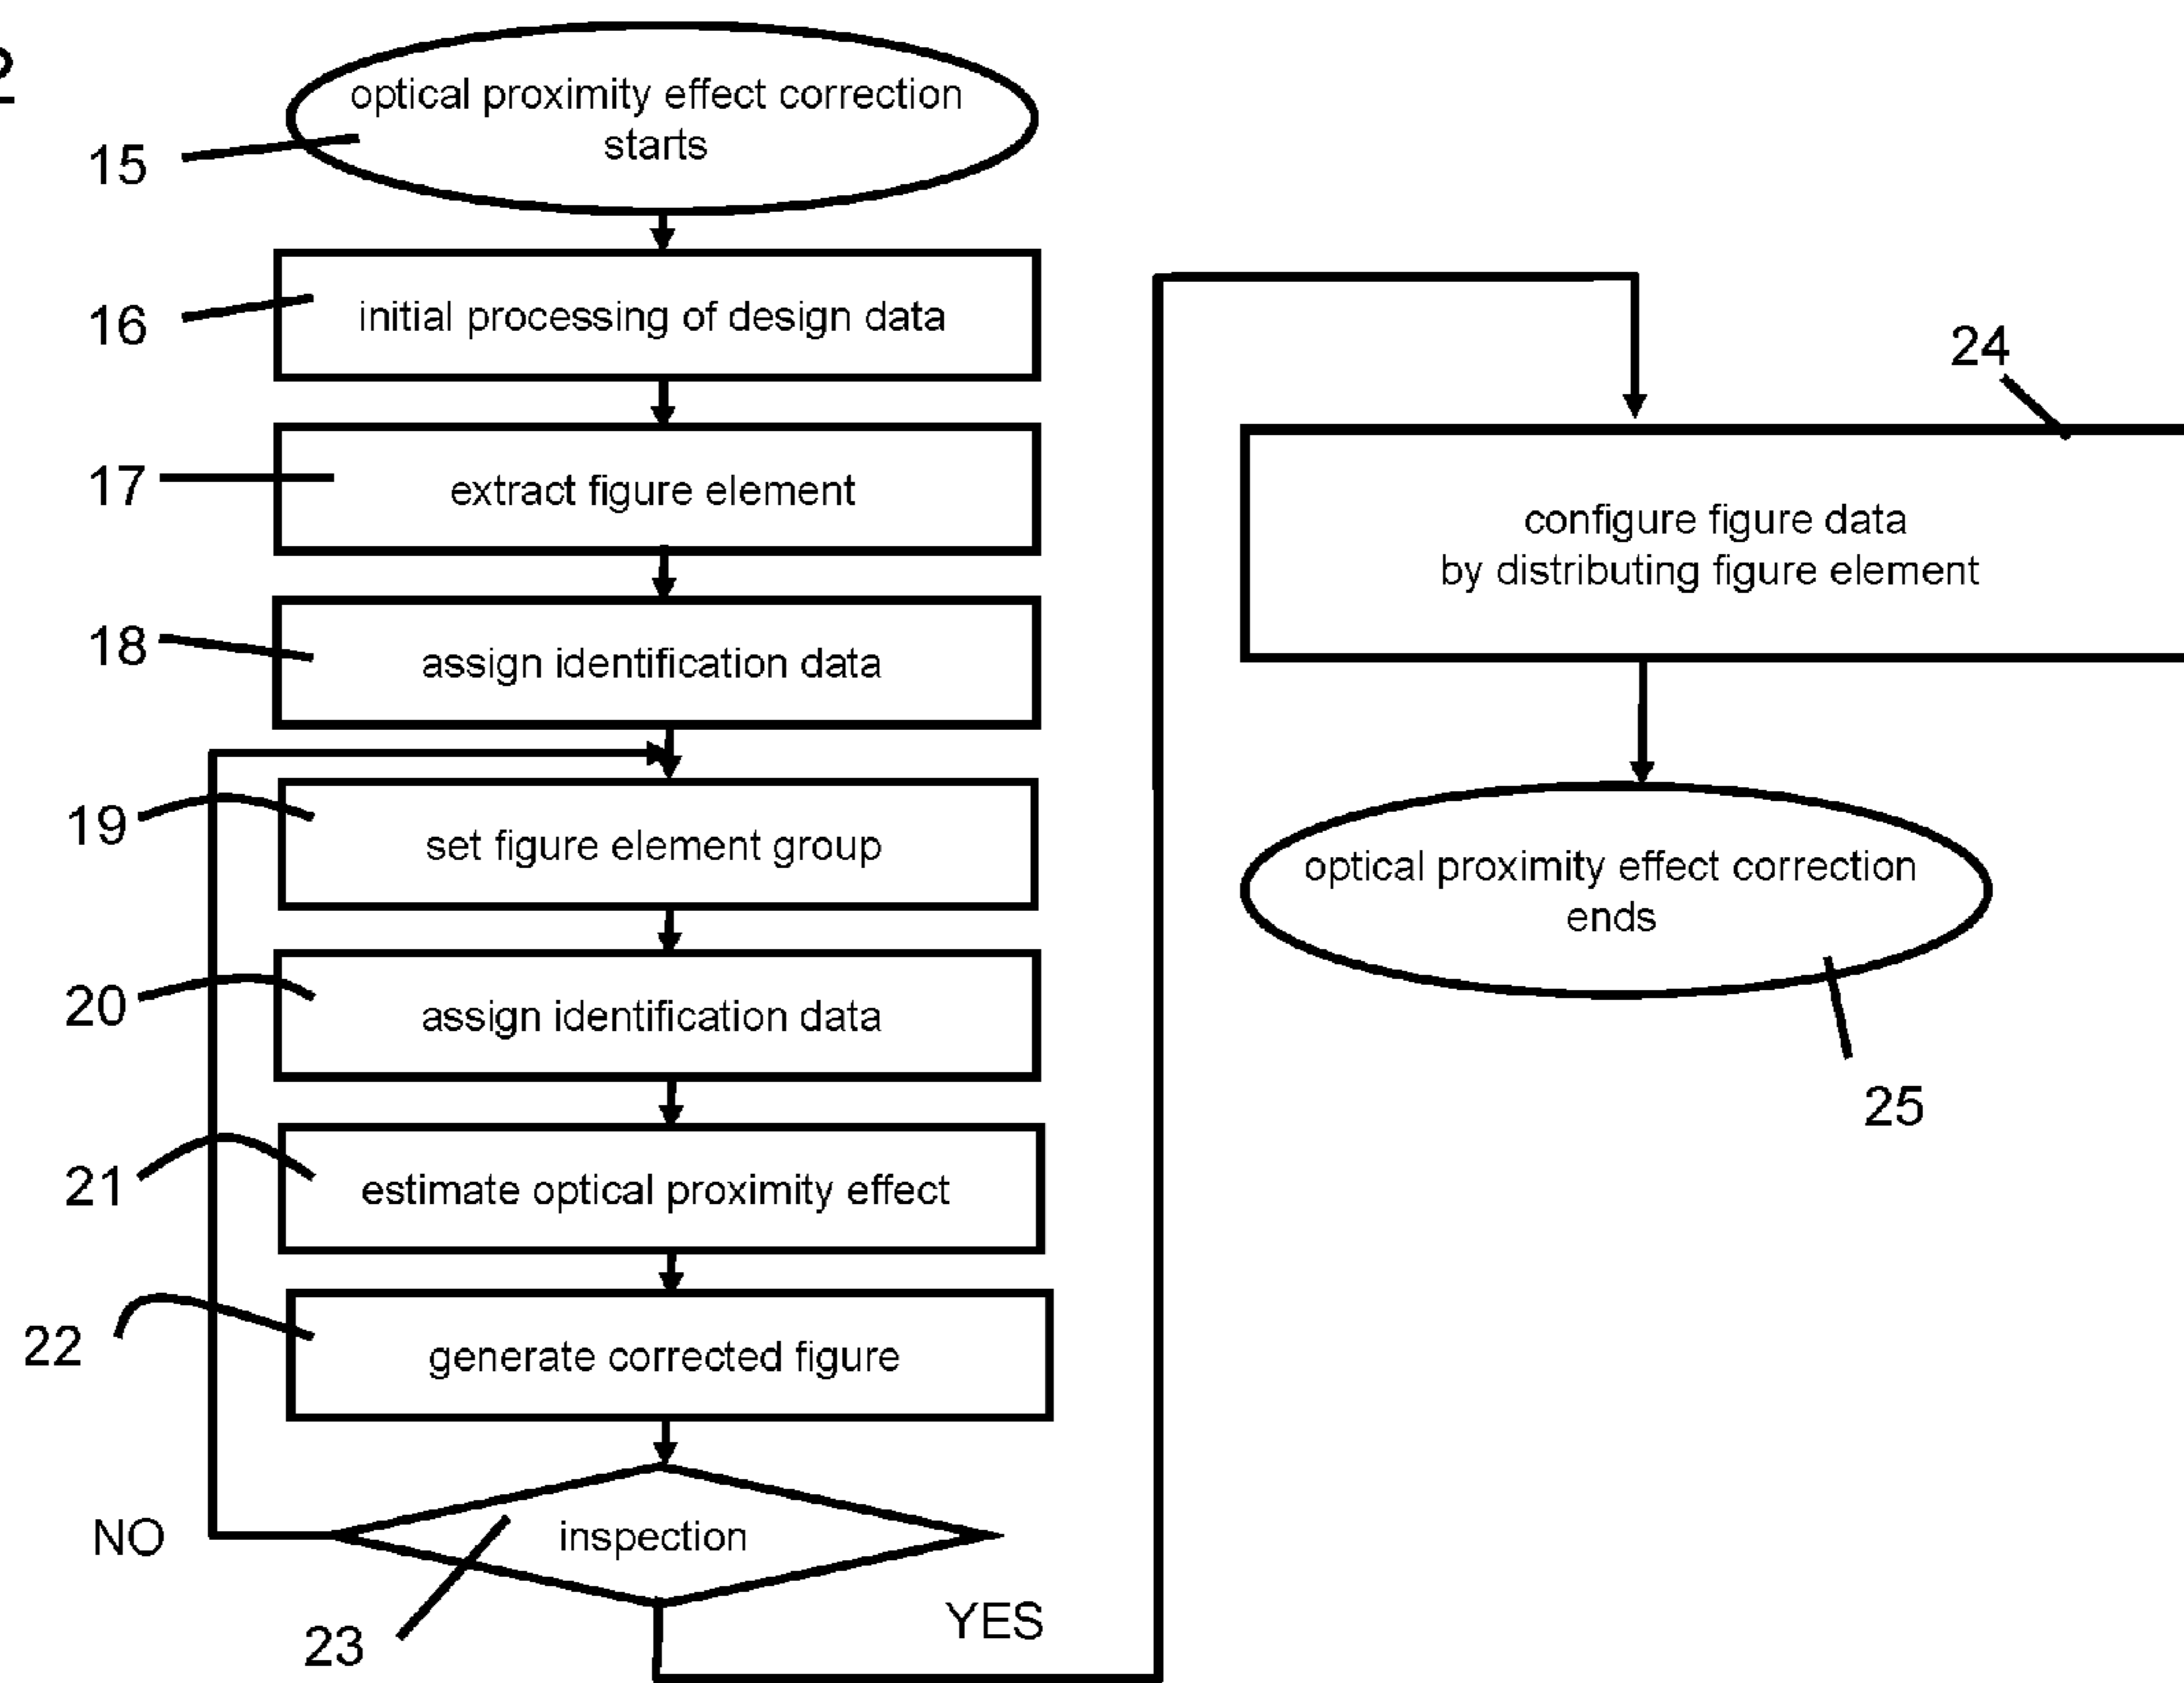 optical proximity effect correction
starts
15
initial processing of design data
16
extract figure element
17
assign identification data
18
set figure element group
19
assign identification data
20
estimate optical proximity effect
21
generate corrected figure
22
inspection
NO
YES
23
24
configure figure data
by distributing figure element
optical proximity effect correction
ends
25